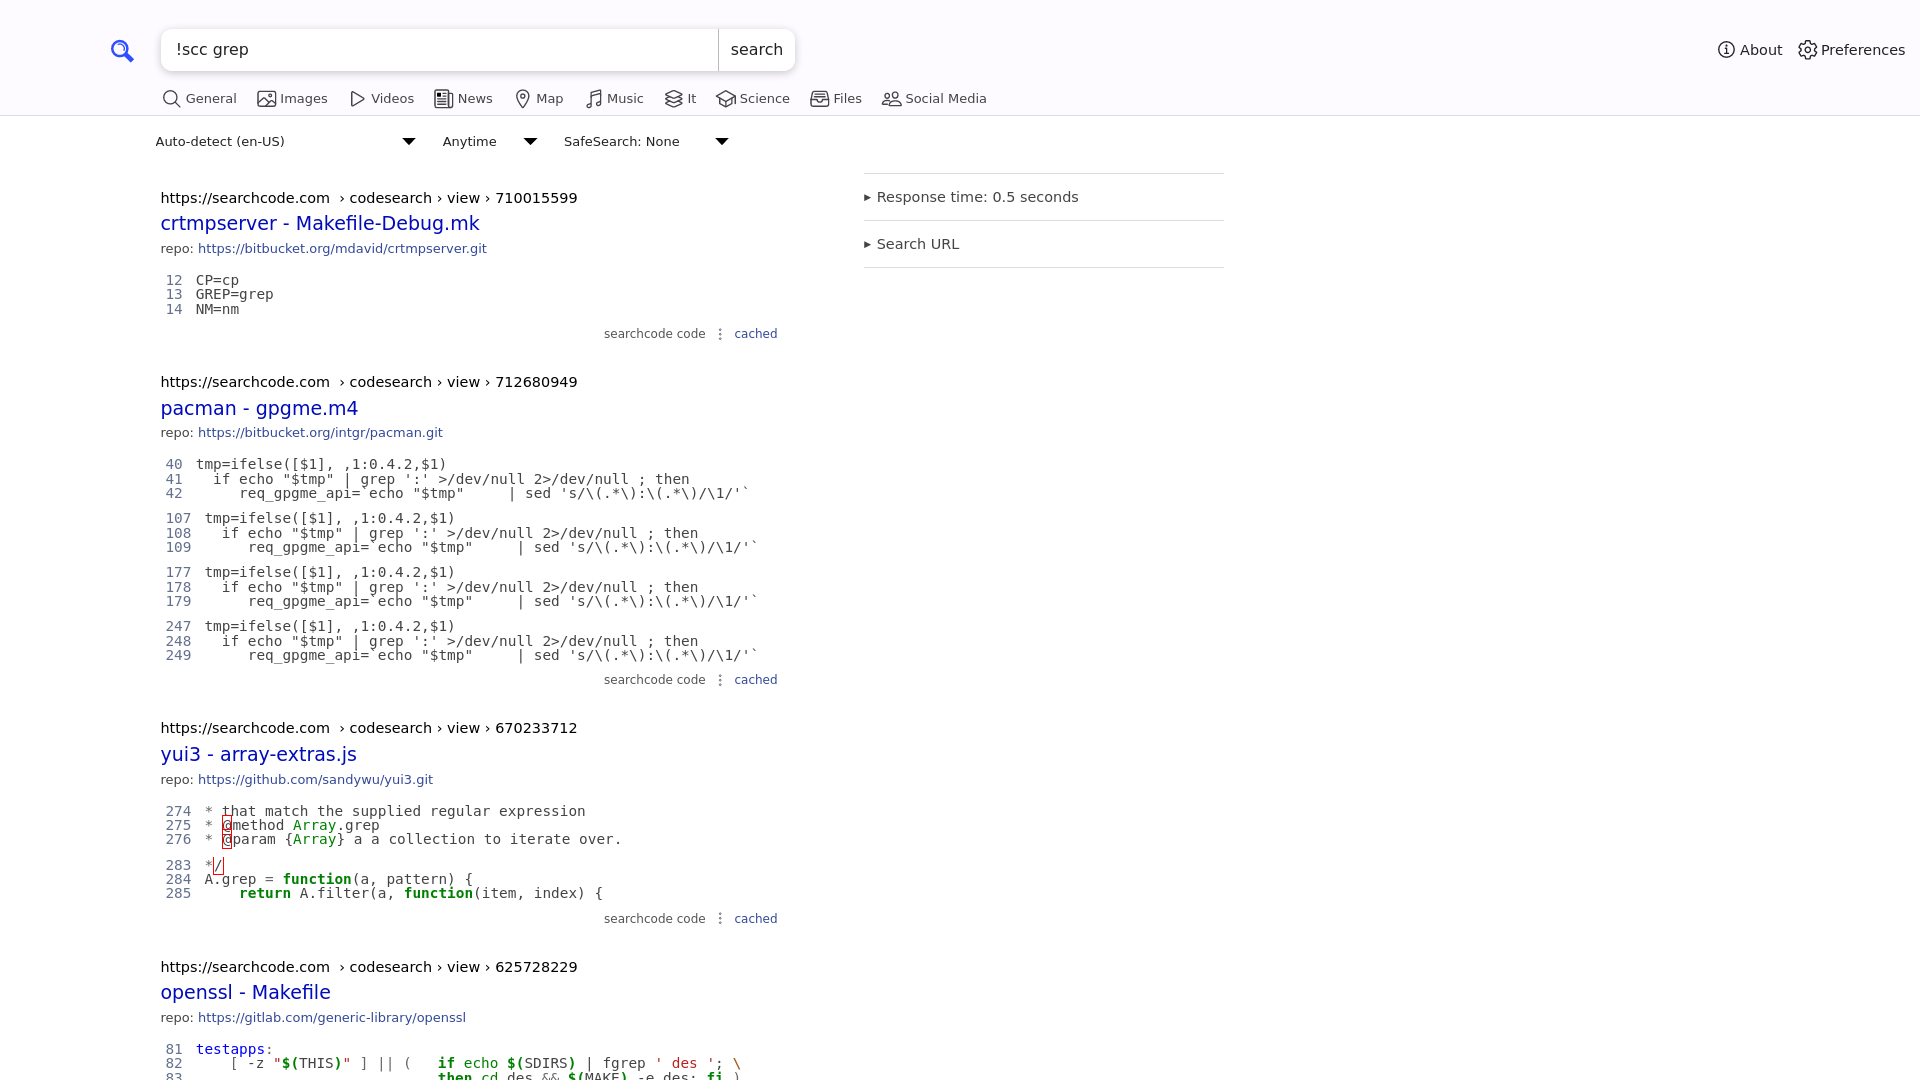 !scc grep
search
About
Preferences
General
Images
Videos
News
Map
Music
It
Science
Files
Social Media
Auto-detect (en-US)
Anytime
SafeSearch: None
https://searchcode.com › codesearch › view › 710015599
crtmpserver - Makefile-Debug.mk
repo: https://bitbucket.org/mdavid/crtmpserver.git
12 CP=cp
13 GREP=grep
14 NM=nm
searchcode code
cached
https://searchcode.com › codesearch › view › 712680949
pacman - gpgme.m4
repo: https://bitbucket.org/intgr/pacman.git
40 tmp=ifelse([$1], ,1:0.4.2,$1)
41   if echo "$tmp" | grep ':' >/dev/null 2>/dev/null ; then
42      req_gpgme_api=`echo "$tmp"     | sed 's/\(.*\):\(.*\)/\1/'`
107 tmp=ifelse([$1], ,1:0.4.2,$1)
108   if echo "$tmp" | grep ':' >/dev/null 2>/dev/null ; then
109      req_gpgme_api=`echo "$tmp"     | sed 's/\(.*\):\(.*\)/\1/'`
177 tmp=ifelse([$1], ,1:0.4.2,$1)
178   if echo "$tmp" | grep ':' >/dev/null 2>/dev/null ; then
179      req_gpgme_api=`echo "$tmp"     | sed 's/\(.*\):\(.*\)/\1/'`
247 tmp=ifelse([$1], ,1:0.4.2,$1)
248   if echo "$tmp" | grep ':' >/dev/null 2>/dev/null ; then
249      req_gpgme_api=`echo "$tmp"     | sed 's/\(.*\):\(.*\)/\1/'`
searchcode code
cached
https://searchcode.com › codesearch › view › 670233712
yui3 - array-extras.js
repo: https://github.com/sandywu/yui3.git
274 * that match the supplied regular expression
275 * @method Array.grep
276 * @param {Array} a a collection to iterate over.
283 */
284 A.grep = function(a, pattern) {
285     return A.filter(a, function(item, index) {
searchcode code
cached
https://searchcode.com › codesearch › view › 625728229
openssl - Makefile
repo: https://gitlab.com/generic-library/openssl
81 testapps:
82     [ -z "$(THIS)" ] || (   if echo $(SDIRS) | fgrep ' des '; \
83                             then cd des && $(MAKE) -e des; fi )
Response time: 0.5 seconds
Search URL